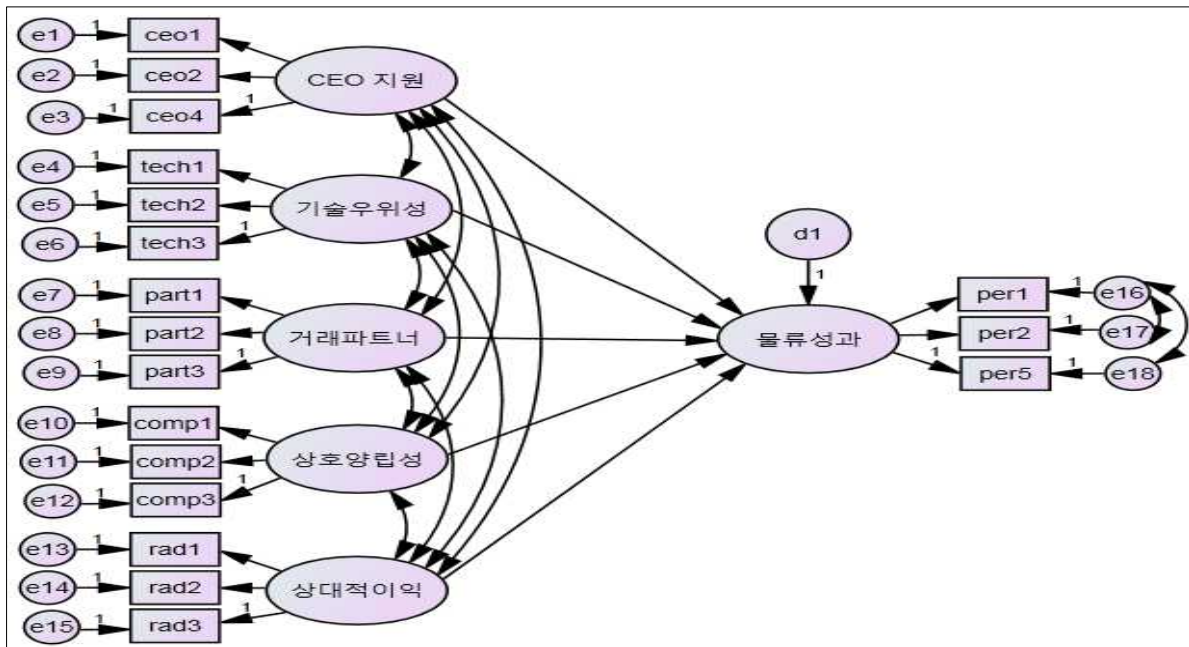 e1 1 ceo1
e2 1 ceo2
e3 1 ceo4 1
CEO 지원
e4 1 tech1
e5 1 tech2
e6 1 tech3 1
기술우위성
e7 1 part1
e8 1 part2
e9 1 part3 1
거래파트너
e10 1 comp1
e11 1 comp2
e12 1 comp3 1
상호양립성
e13 1 rad1
e14 1 rad2
e15 1 rad3 1
상대적이익
d1
1
물류성과
per1 1 e16
per2 1 e17
1 per5 1 e18